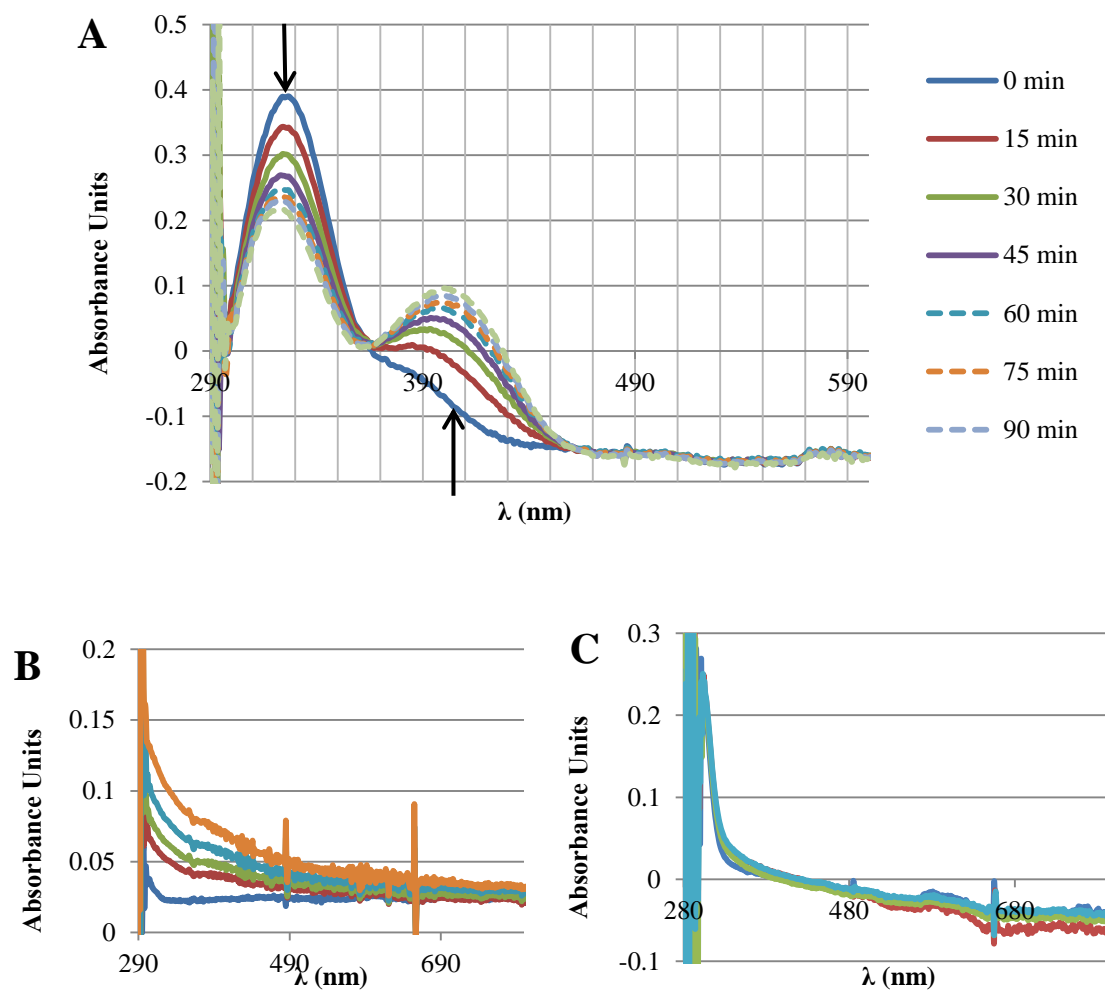 A
0.5
0.4
0.3
0.2
0.1
0
-0.1
-0.2
290
390
490
590
Absorbance Units
λ (nm)
0 min
15 min
30 min
45 min
60 min
75 min
90 min
B
0.2
0.15
0.1
0.05
0
290
490
690
Absorbance Units
λ (nm)
C
0.3
0.2
0.1
0
-0.1
280
480
680
Absorbance Units
λ (nm)